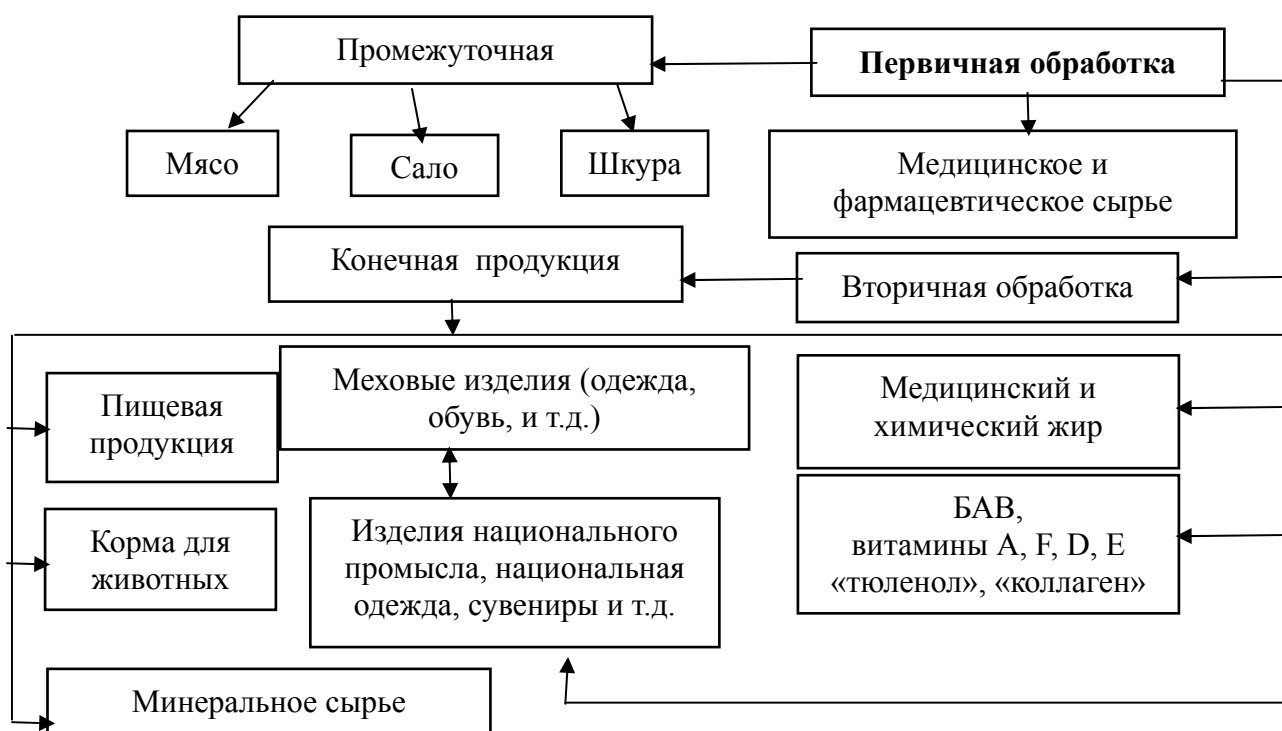 Промежуточная
Первичная обработка
Мясо
Сало
Шкура
Медицинское и
фармацевтическое сырье
Конечная продукция
Вторичная обработка
Пищевая
продукция
Меховые изделия (одежда,
обувь, и т.д.)
Медицинский и
химический жир
Корма для
животных
Изделия национального
промысла, национальная
одежда, сувениры и т.д.
БАВ,
витамины A, F, D, E
«тюленол», «коллаген»
Минеральное сырье